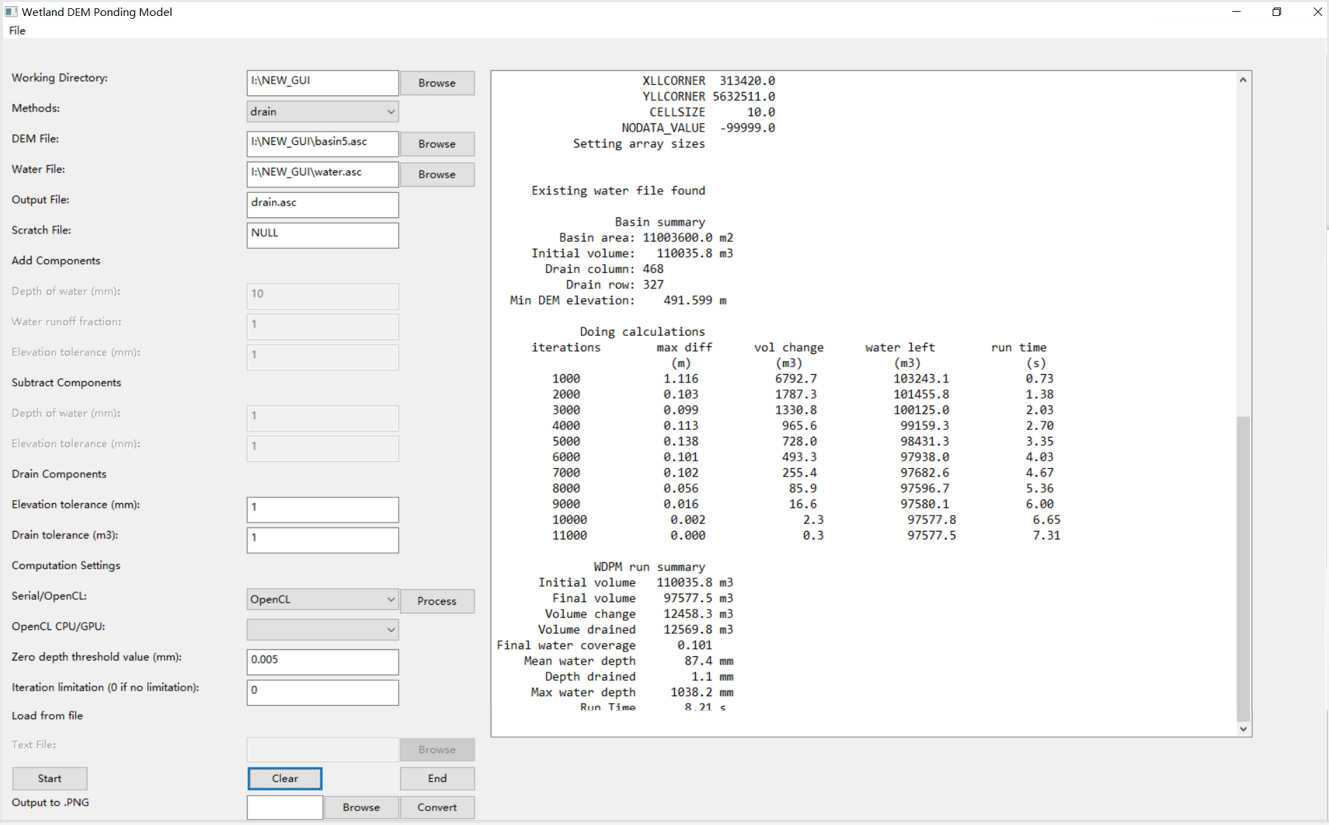 Wetland DEM Ponding Model
File
Working Directory: I:\NEW_GUI Browse
Methods: drain
DEM File: I:\NEW_GUI\basin5.asc Browse
Water File: I:\NEW_GUI\water.asc Browse
Output File: drain.asc
Scratch File: NULL
Add Components
Depth of water (mm): 10
Water runoff fraction: 1
Elevation tolerance (mm): 1
Subtract Components
Depth of water (mm): 1
Elevation tolerance (mm): 1
Drain Components
Elevation tolerance (mm): 1
Drain tolerance (m3): 1
Computation Settings
Serial/OpenCL: OpenCL Process
OpenCL CPU/GPU:
Zero depth threshold value (mm): 0.005
Iteration limitation (0 if no limitation): 0
Load from file
Text File: Browse
Start Clear End
Output to .PNG Browse Convert
XLLCORNER 313420.0
YLLCORNER 5632511.0
CELLSIZE 10.0
NODATA_VALUE -99999.0
Setting array sizes
Existing water file found
Basin summary
Basin area: 11003600.0 m2
Initial volume: 110035.8 m3
Drain column: 468
Drain row: 327
Min DEM elevation: 491.599 m
Doing calculations
iterations max diff vol change water left run time
(m) (m3) (m3) (s)
1000 1.116 6792.7 103243.1 0.73
2000 0.103 1787.3 101455.8 1.38
3000 0.099 1330.8 100125.0 2.03
4000 0.113 965.6 99159.3 2.70
5000 0.138 728.0 98431.3 3.35
6000 0.101 493.3 97938.0 4.03
7000 0.102 255.4 97682.6 4.67
8000 0.056 85.9 97596.7 5.36
9000 0.016 16.6 97580.1 6.00
10000 0.002 2.3 97577.8 6.65
11000 0.000 0.3 97577.5 7.31
WDPM run summary
Initial volume 110035.8 m3
Final volume 97577.5 m3
Volume change 12458.3 m3
Volume drained 12569.8 m3
Final water coverage 0.101
Mean water depth 87.4 mm
Depth drained 1.1 mm
Max water depth 1038.2 mm
Run Time 8.21 s